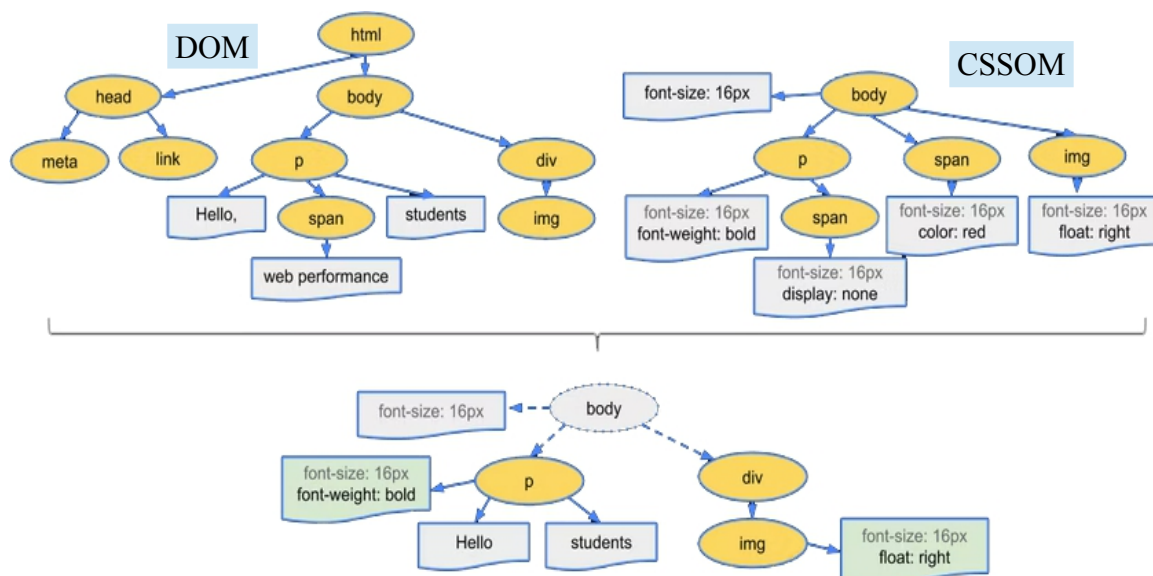 DOM
html
head
body
meta
link
p
div
Hello,
span
students
img
web performance
CSSOM
font-size: 16px
body
p
span
img
font-size: 16px
font-weight: bold
span
font-size: 16px
color: red
font-size: 16px
float: right
font-size: 16px
display: none
font-size: 16px
body
font-size: 16px
font-weight: bold
p
div
Hello
students
img
font-size: 16px
float: right